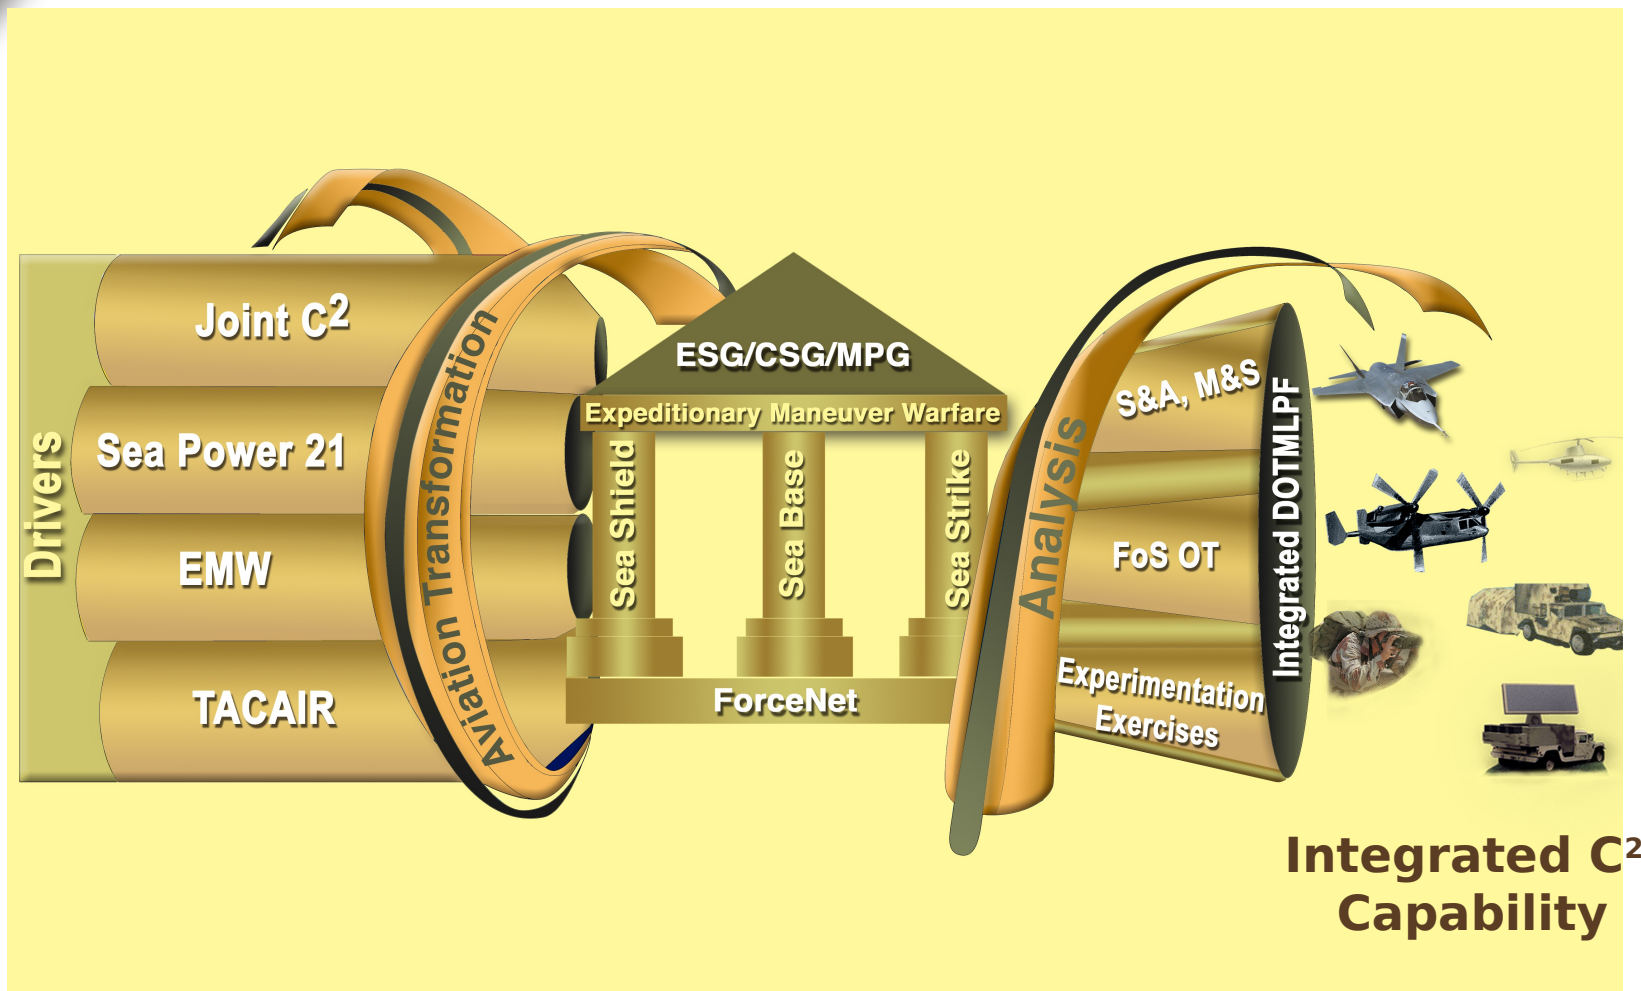 Drivers
Joint C²
Sea Power 21
EMW
TACAIR
Aviation Transformation
ESG/CSG/MPG
Expeditionary Maneuver Warfare
Sea Shield
Sea Base
Sea Strike
ForceNet
Analysis
S&A, M&S
FoS OT
Experimentation
Exercises
Integrated DOTMLPF
Integrated C²
Capability